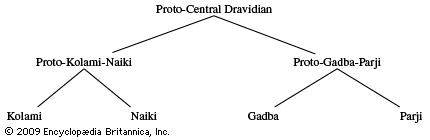 Proto-Central Dravidian
Proto-Kolami-Naiki Proto-Gadba-Parji
Kolami Naiki Gadba Parji
© 2009 Encyclopædia Britannica, Inc.